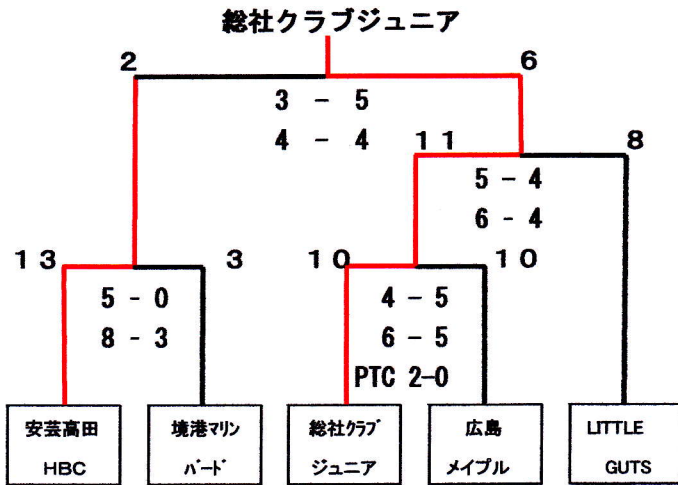 総社クラブジュニア
2
6
3 - 5
4 - 4
11
8
5 - 4
6 - 4
13
3
10
10
5 - 0
8 - 3
4 - 5
6 - 5
PTC 2-0
安芸高田
HBC
境港マリン
バード
総社クラブ
ジュニア
広島
メイプル
LITTLE
GUTS